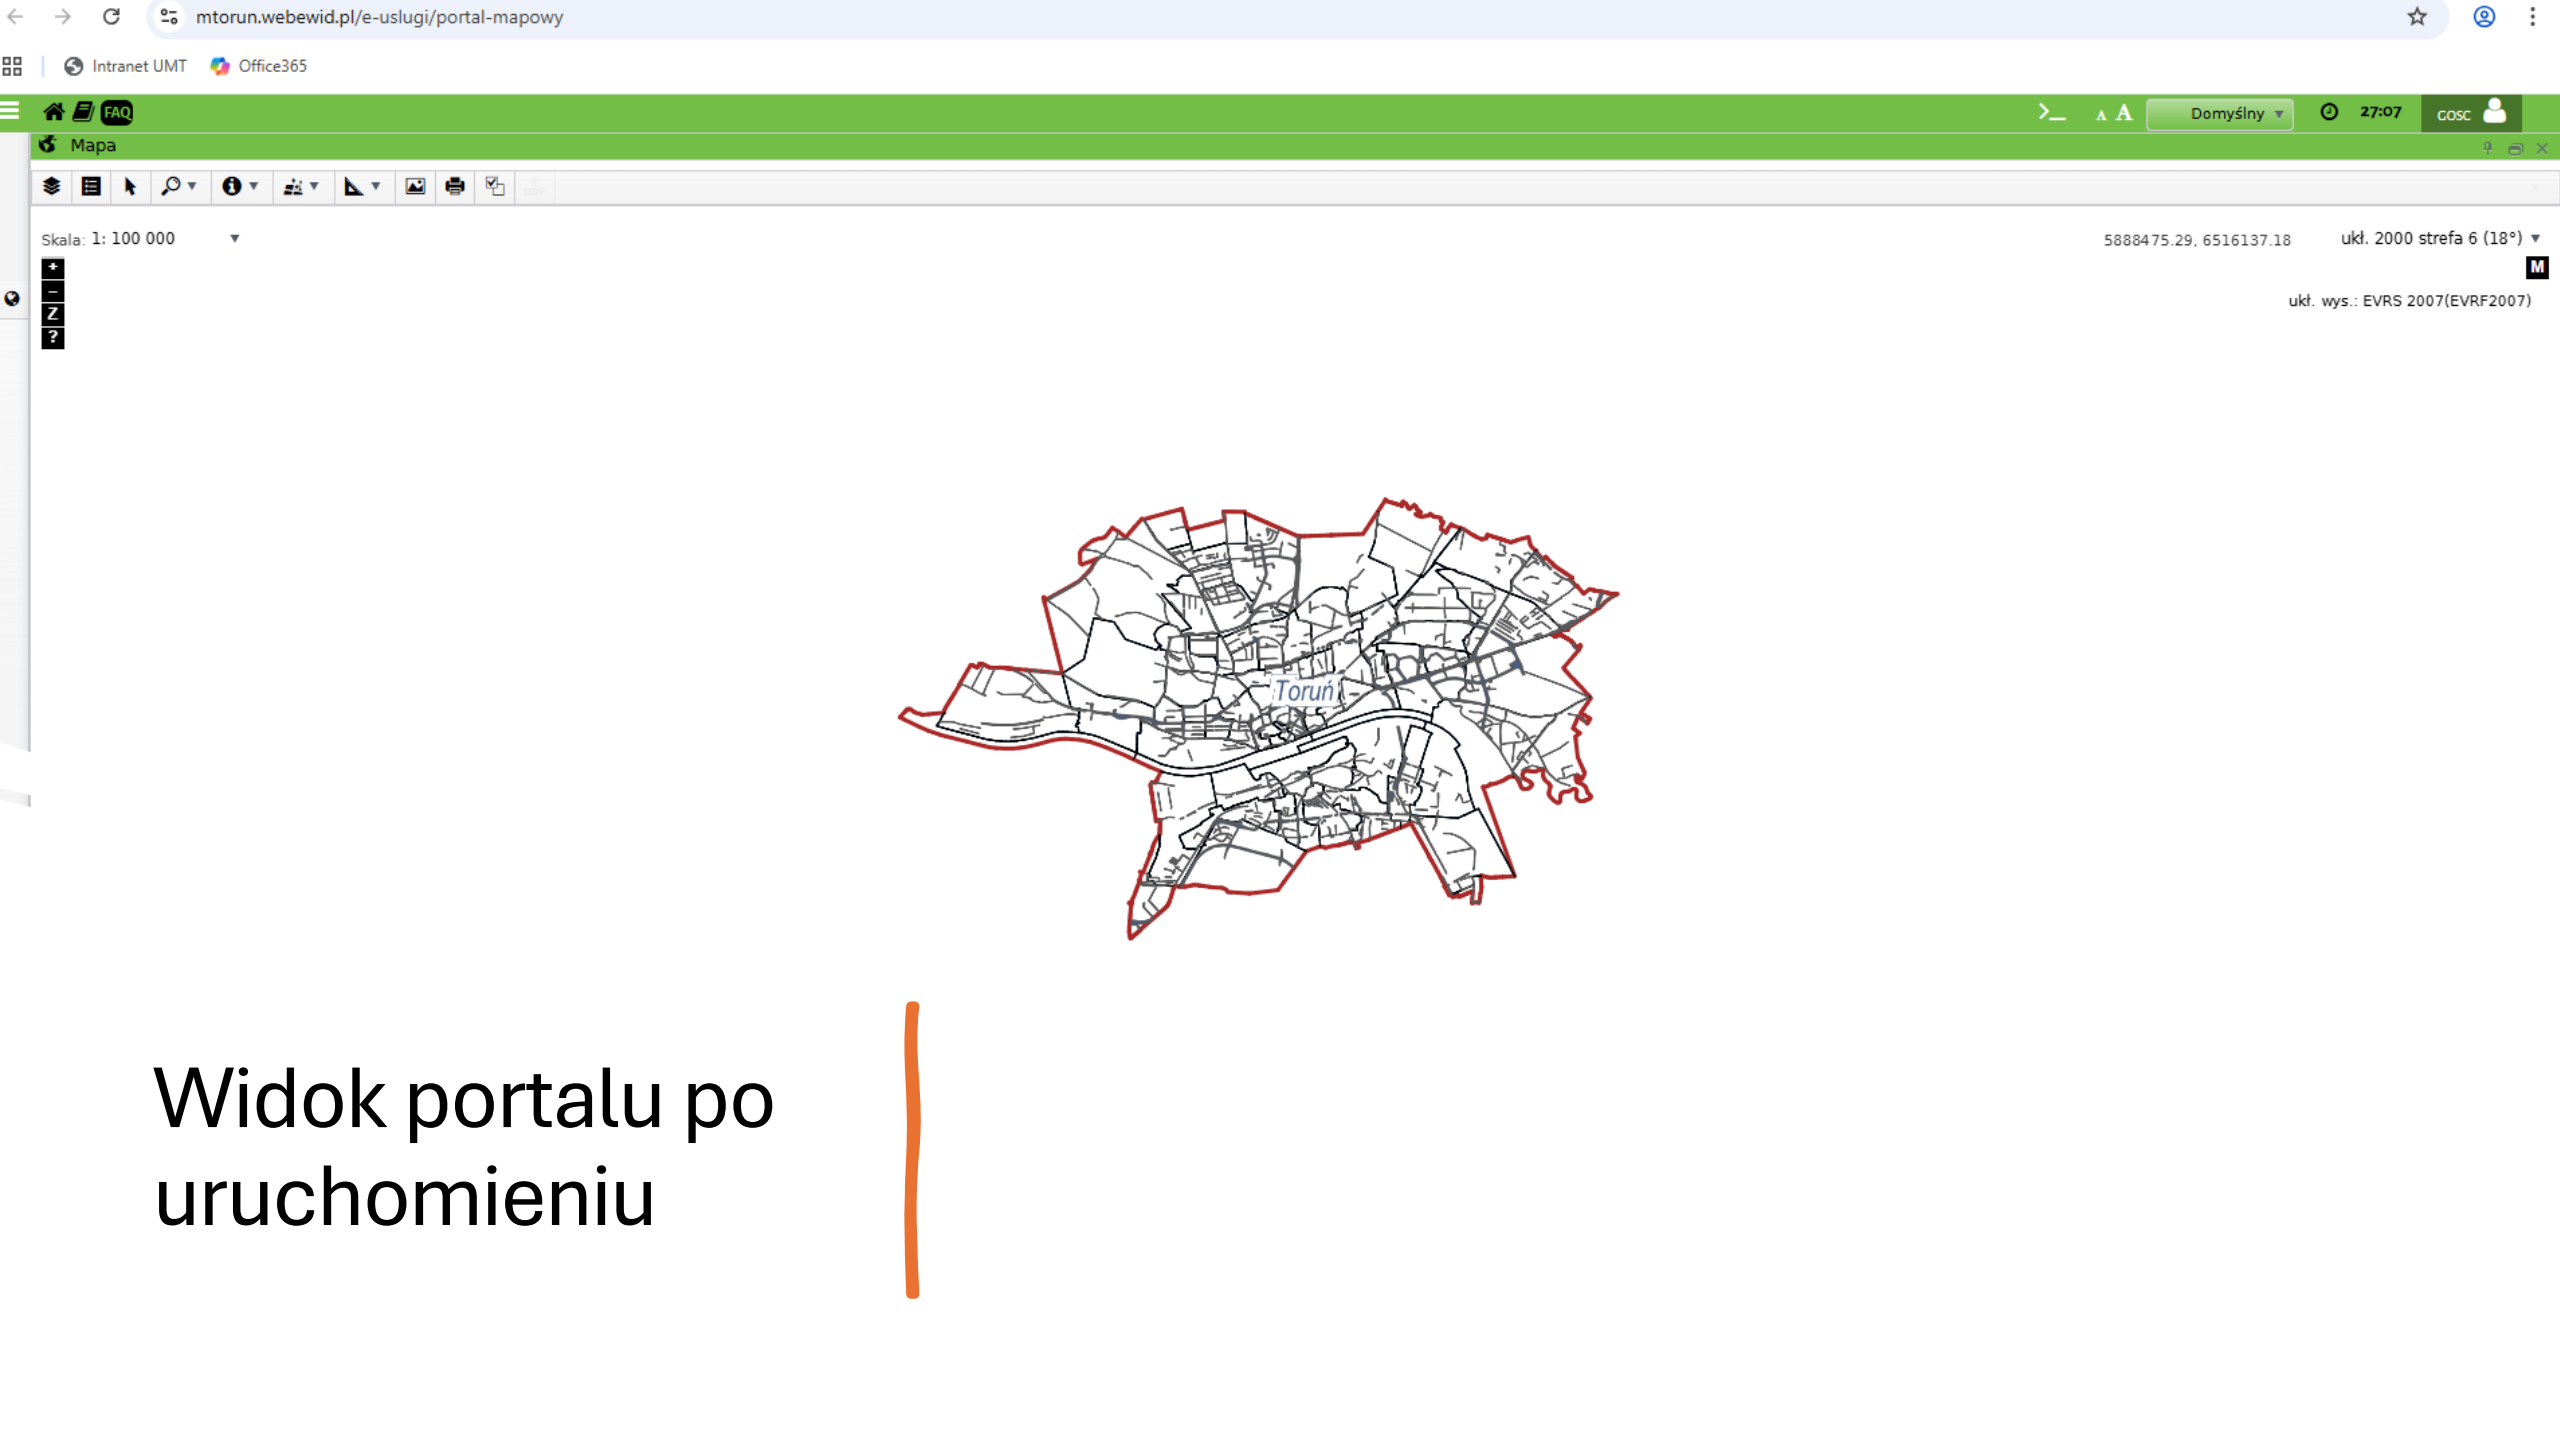 mtorun.webewid.pl/e-uslugi/portal-mapowy
Intranet UMT Office365
FAQ A A Domyślny 27:07 GOSC
Mapa
Skala: 1: 100 000 5888475.29, 6516137.18 ukł. 2000 strefa 6 (18°)
+ M
–
Z ukł. wys.: EVRS 2007(EVRF2007)
?
Toruń
Widok portalu po
uruchomieniu